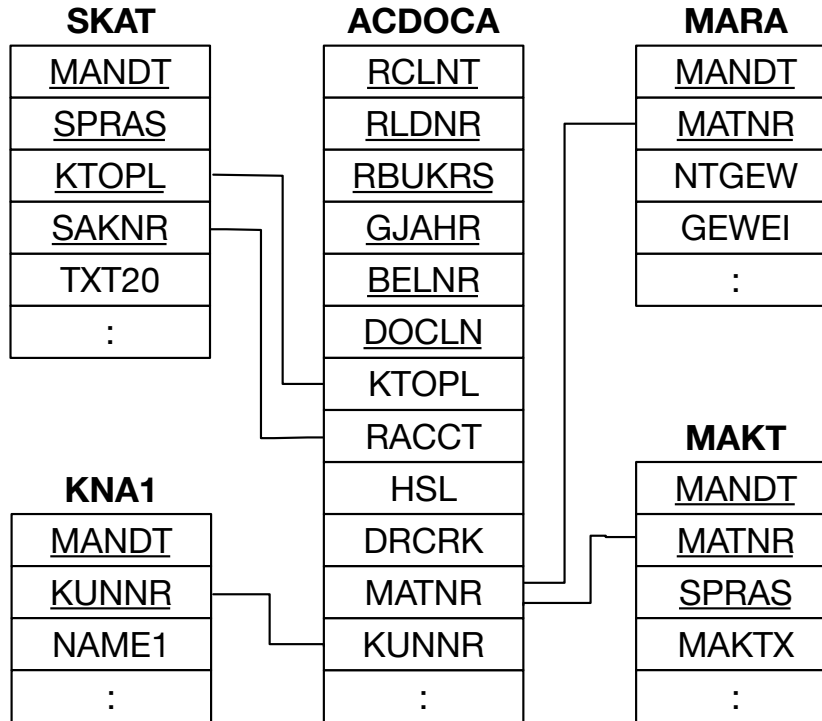 SKAT
MANDT
SPRAS
KTOPL
SAKNR
TXT20
:
KNA1
MANDT
KUNNR
NAME1
:
ACDOCA
RCLNT
RLDNR
RBUKRS
GJAHR
BELNR
DOCLN
KTOPL
RACCT
HSL
DRCRK
MATNR
KUNNR
:
MARA
MANDT
MATNR
NTGEW
GEWEI
:
MAKT
MANDT
MATNR
SPRAS
MAKTX
: